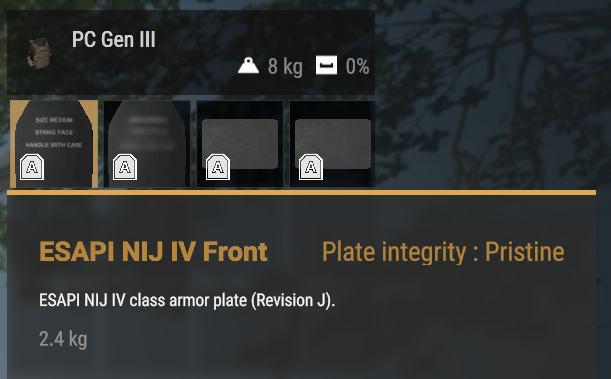 PC Gen III
8 kg 0%
SIZE MEDIUM
STRIKE FACE
HANDLE WITH CARE
A A A A
ESAPI NIJ IV Front Plate integrity : Pristine
ESAPI NIJ IV class armor plate (Revision J).
2.4 kg